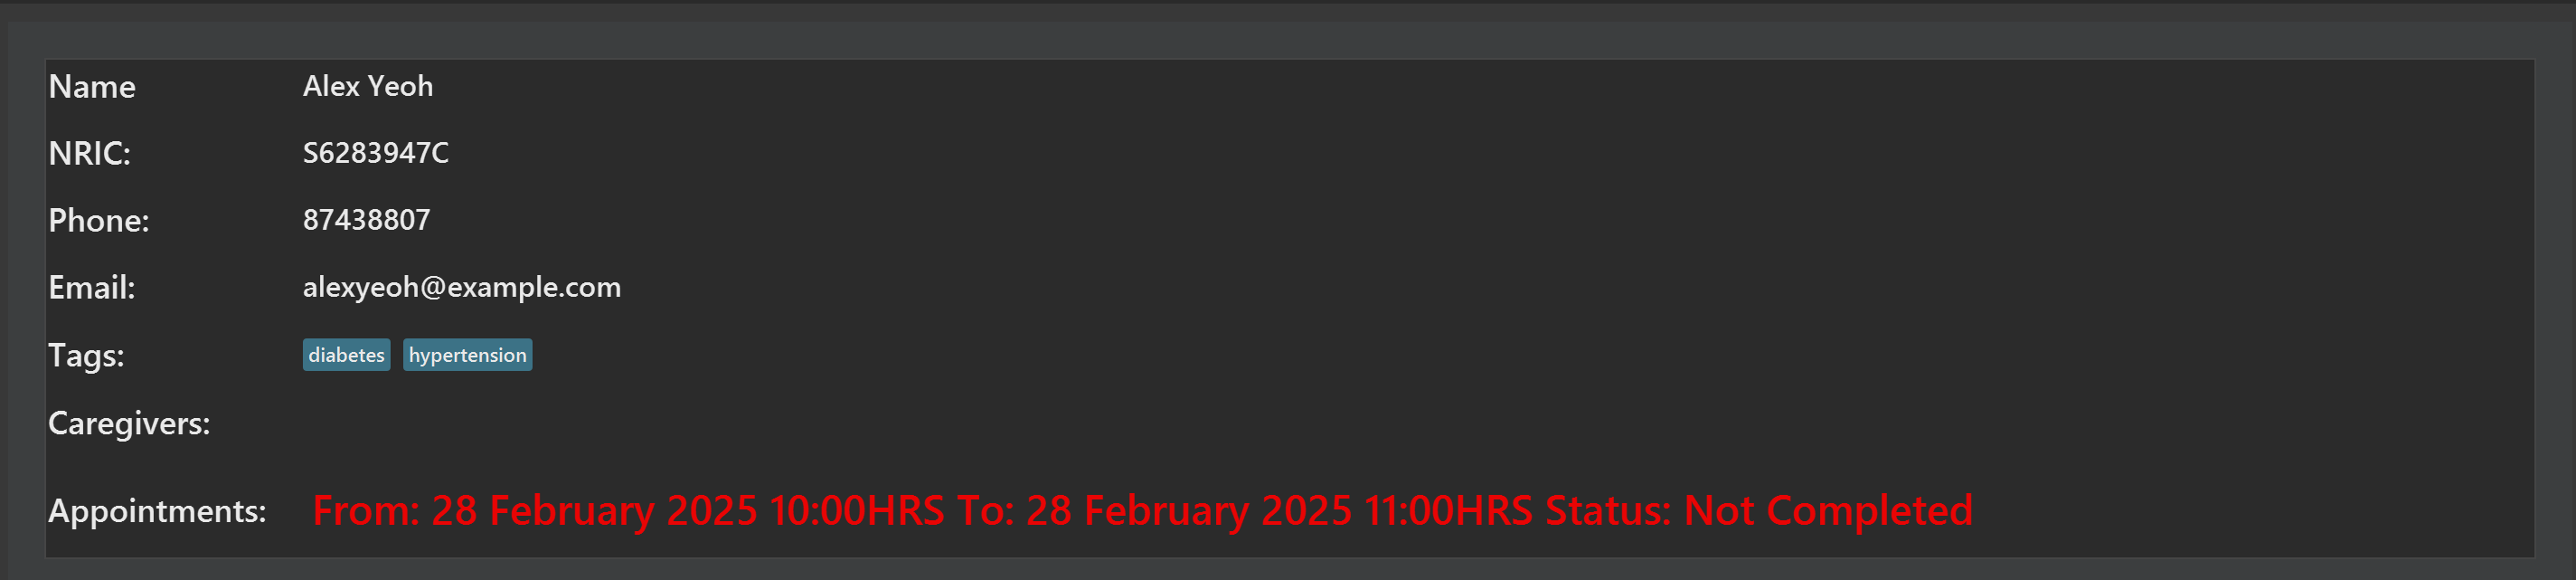 Name Alex Yeoh
NRIC: S6283947C
Phone: 87438807
Email: alexyeoh@example.com
Tags: diabetes hypertension
Caregivers:
Appointments: From: 28 February 2025 10:00HRS To: 28 February 2025 11:00HRS Status: Not Completed